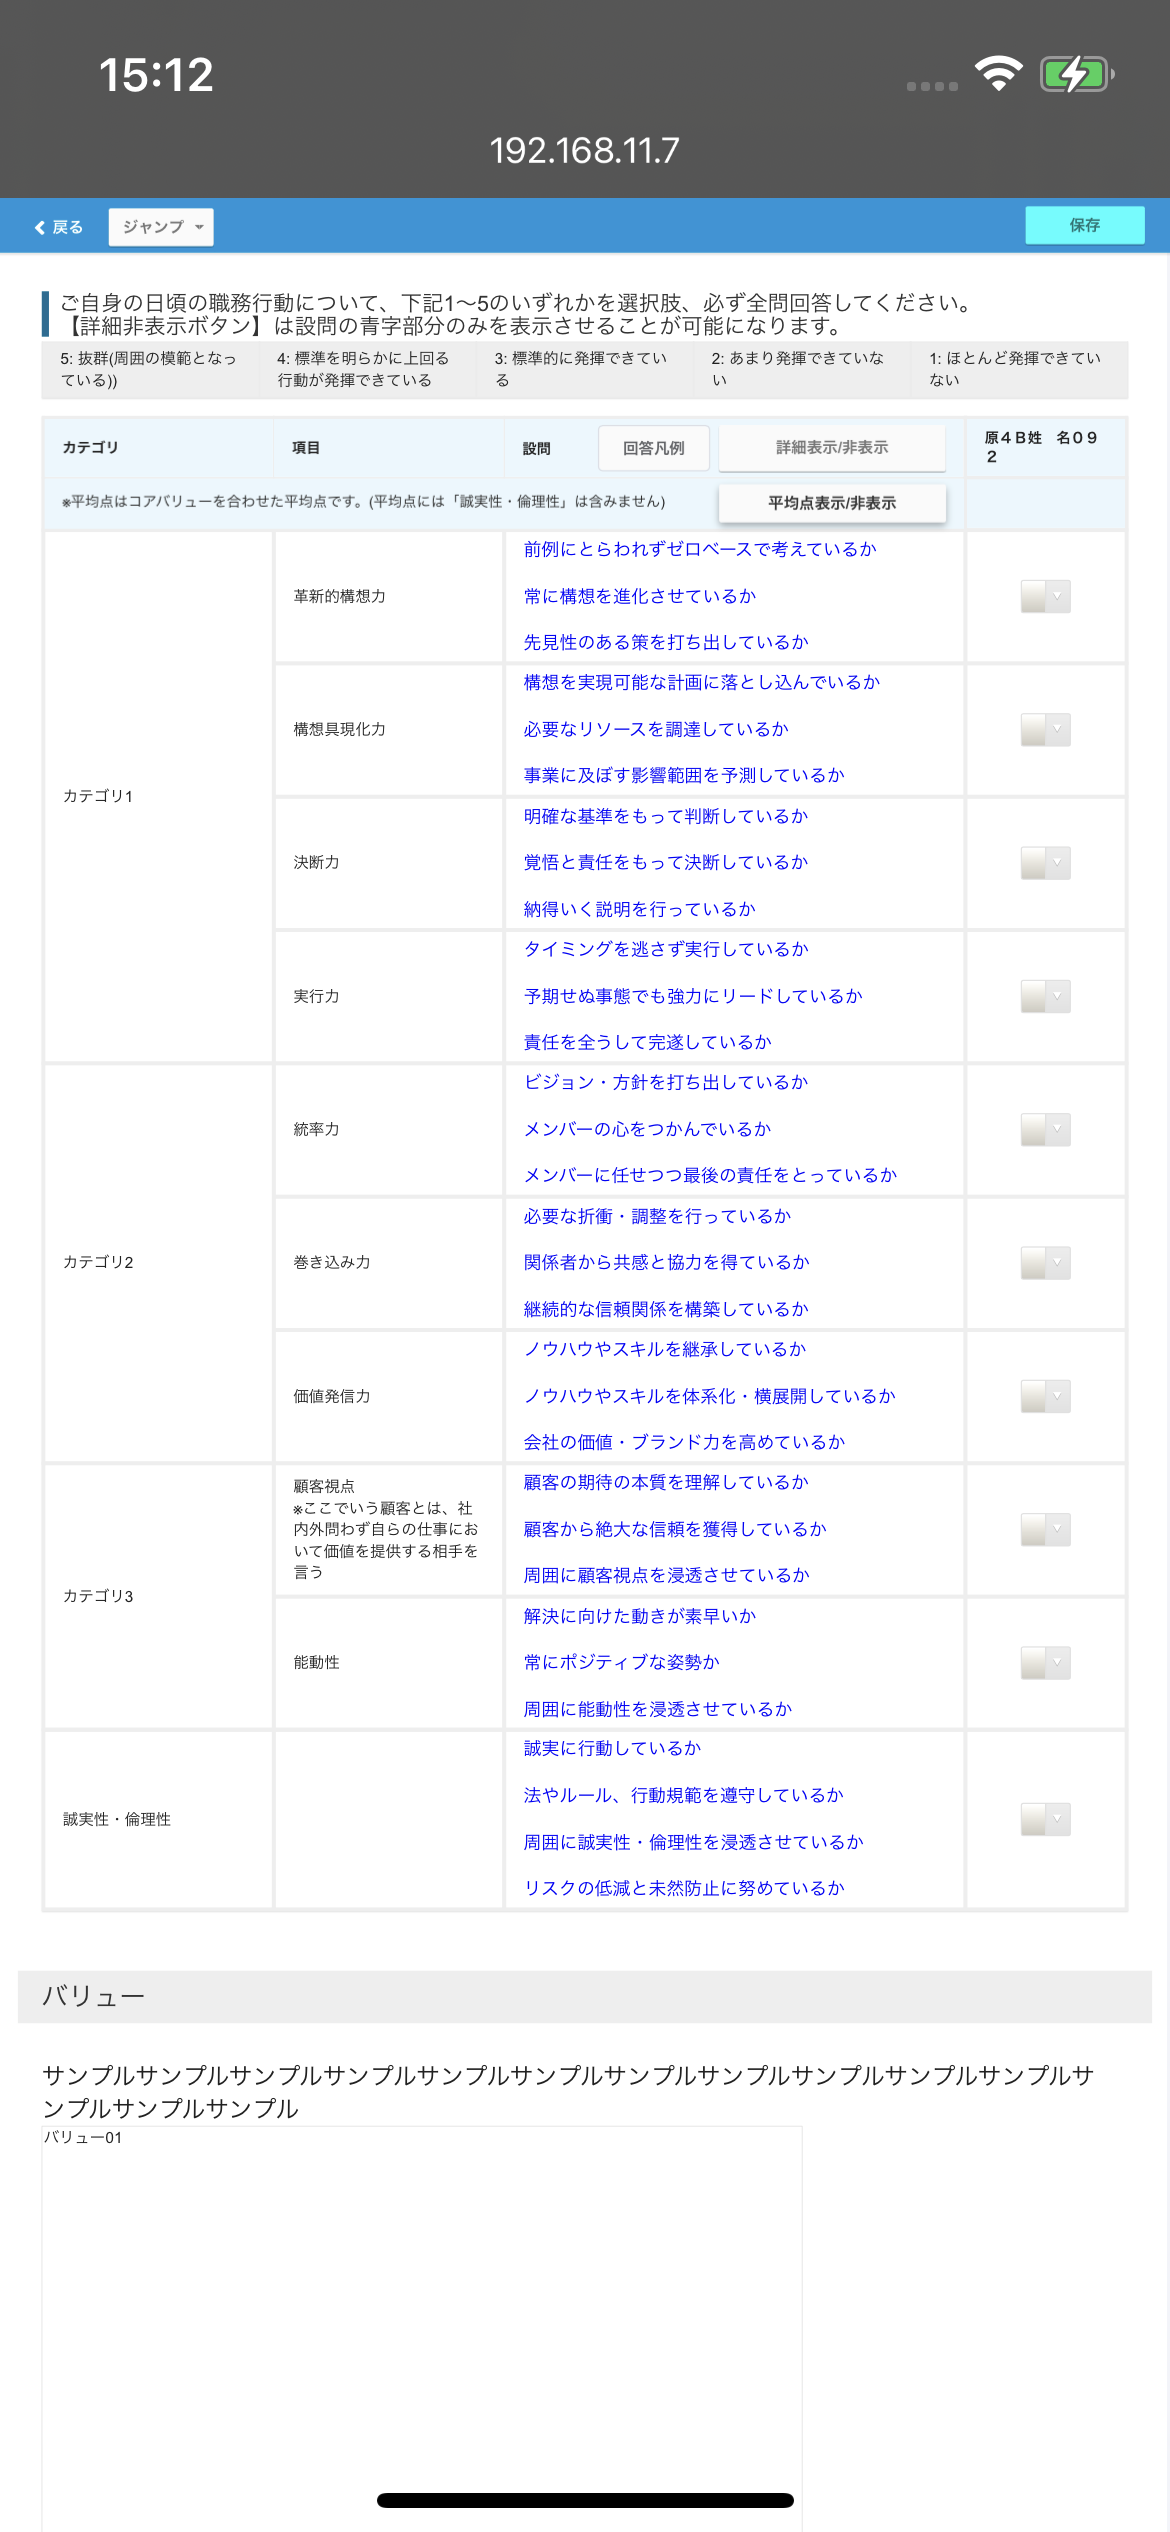 15:12
192.168.11.7
戻る
ジャンプ
保存
ご自身の日頃の職務行動について、下記1〜5のいずれかを選択肢、必ず全問回答してください。
【詳細非表示ボタン】は設問の青字部分のみを表示させることが可能になります。
5: 抜群(周囲の模範となっ
ている))
4: 標準を明らかに上回る
行動が発揮できている
3: 標準的に発揮できてい
る
2: あまり発揮できていな
い
1: ほとんど発揮できてい
ない
カテゴリ
項目
設問
回答凡例
詳細表示/非表示
原４Ｂ姓　名０９
２
※平均点はコアバリューを合わせた平均点です。(平均点には「誠実性・倫理性」は含みません)
平均点表示/非表示
カテゴリ1
革新的構想力
前例にとらわれずゼロベースで考えているか
常に構想を進化させているか
先見性のある策を打ち出しているか
構想具現化力
構想を実現可能な計画に落とし込んでいるか
必要なリソースを調達しているか
事業に及ぼす影響範囲を予測しているか
決断力
明確な基準をもって判断しているか
覚悟と責任をもって決断しているか
納得いく説明を行っているか
実行力
タイミングを逃さず実行しているか
予期せぬ事態でも強力にリードしているか
責任を全うして完遂しているか
カテゴリ2
統率力
ビジョン・方針を打ち出しているか
メンバーの心をつかんでいるか
メンバーに任せつつ最後の責任をとっているか
巻き込み力
必要な折衝・調整を行っているか
関係者から共感と協力を得ているか
継続的な信頼関係を構築しているか
価値発信力
ノウハウやスキルを継承しているか
ノウハウやスキルを体系化・横展開しているか
会社の価値・ブランド力を高めているか
カテゴリ3
顧客視点
※ここでいう顧客とは、社
内外問わず自らの仕事にお
いて価値を提供する相手を
言う
顧客の期待の本質を理解しているか
顧客から絶大な信頼を獲得しているか
周囲に顧客視点を浸透させているか
能動性
解決に向けた動きが素早いか
常にポジティブな姿勢か
周囲に能動性を浸透させているか
誠実性・倫理性
誠実に行動しているか
法やルール、行動規範を遵守しているか
周囲に誠実性・倫理性を浸透させているか
リスクの低減と未然防止に努めているか
バリュー
サンプルサンプルサンプルサンプルサンプルサンプルサンプルサンプルサンプルサンプルサンプルサ
ンプルサンプルサンプル
バリュー01